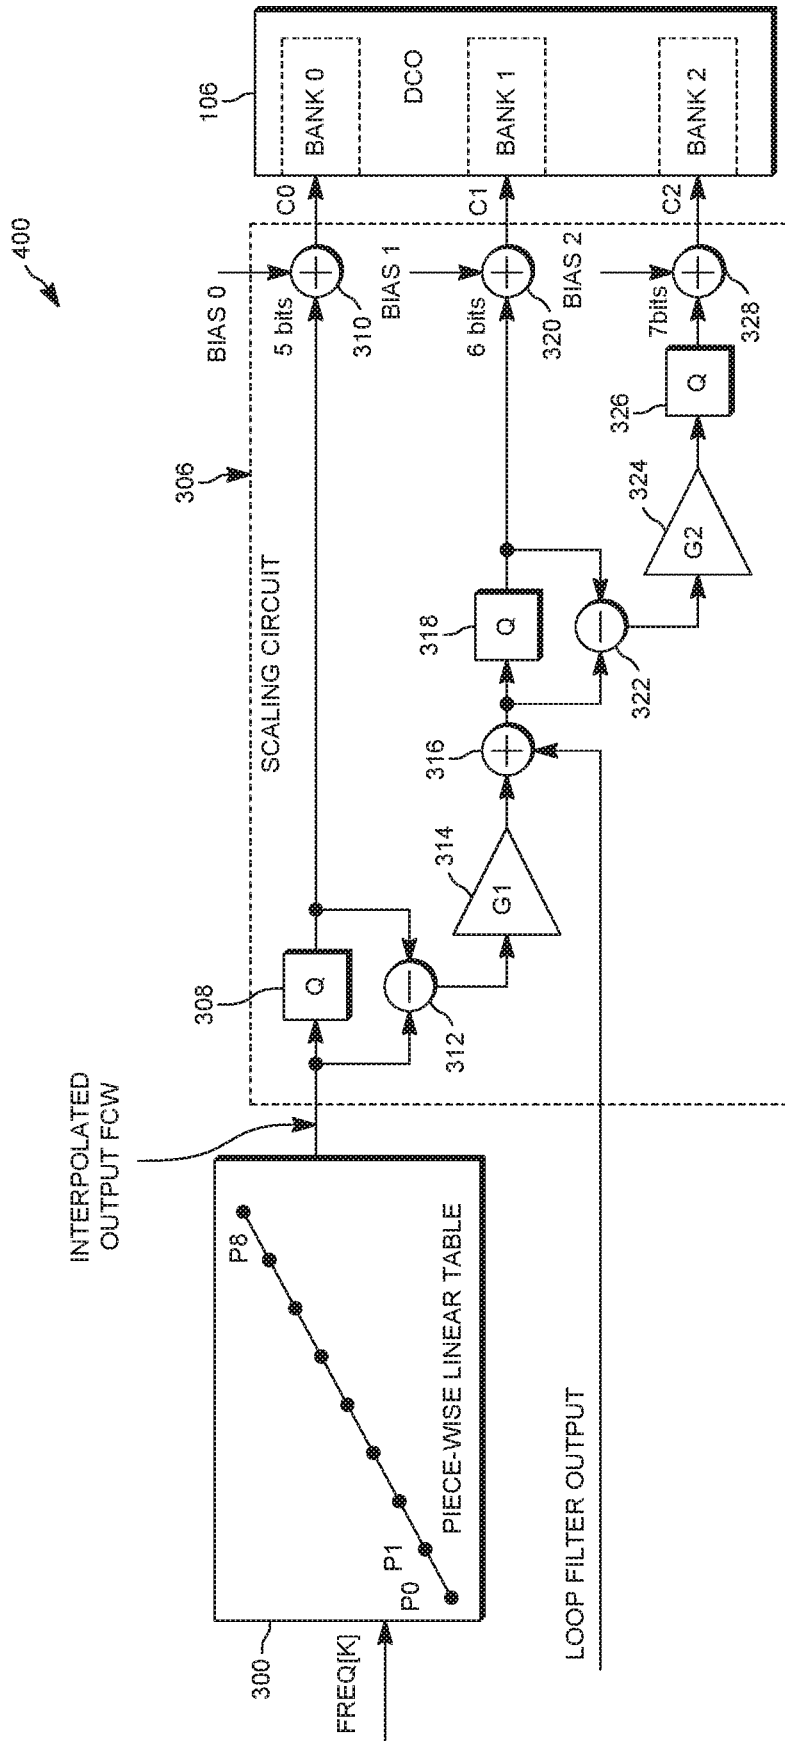 400
306
SCALING CIRCUIT
INTERPOLATED
OUTPUT FCW
300
FREQ[K]
P0
P1
P8
PIECE-WISE LINEAR TABLE
LOOP FILTER OUTPUT
308
Q
312
G1
314
316
318
Q
322
G2
324
326
Q
BIAS 0
5 bits
310
C0
BIAS 1
6 bits
320
C1
BIAS 2
7bits
328
C2
106
BANK 0
DCO
BANK 1
BANK 2